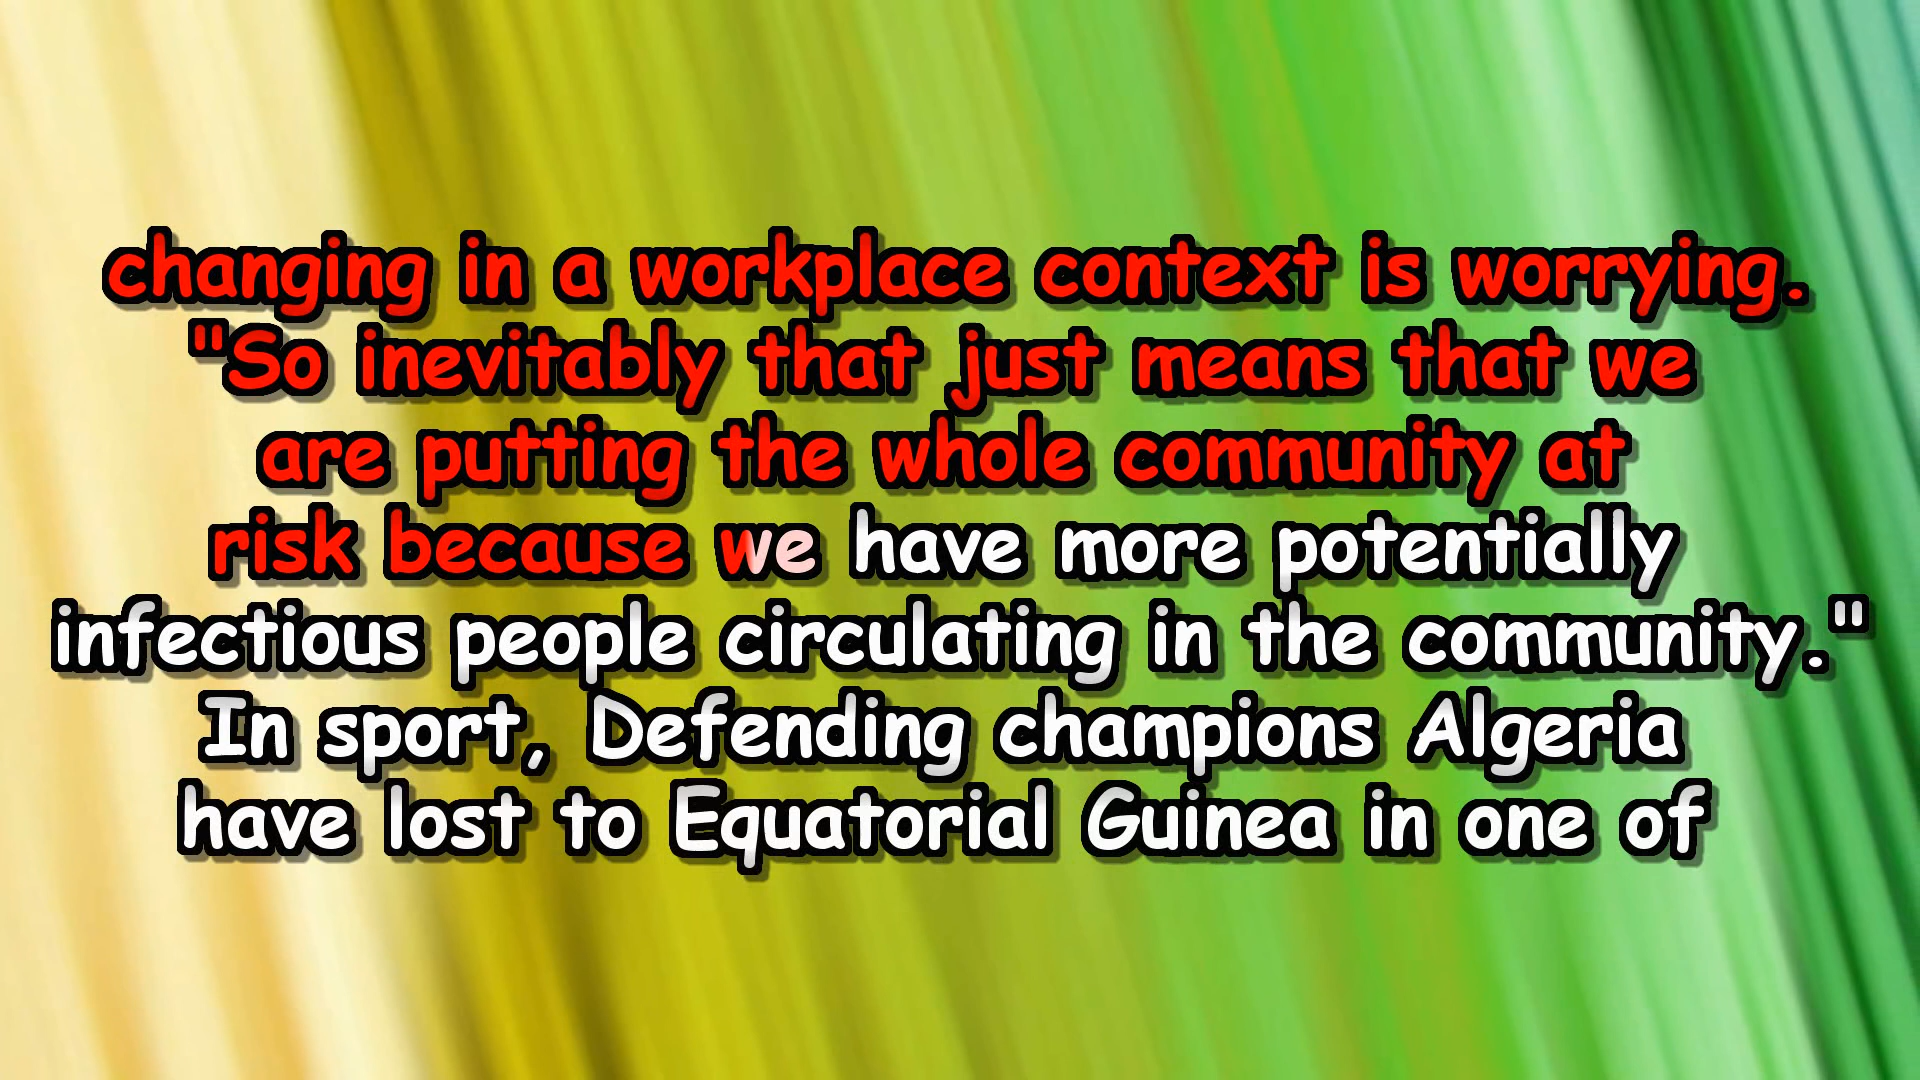 changing in a workplace context is worrying.
"So inevitably that just means that we
are putting the whole community at
risk because we have more potentially
infectious people circulating in the community."
In sport, Defending champions Algeria
have lost to Equatorial Guinea in one of